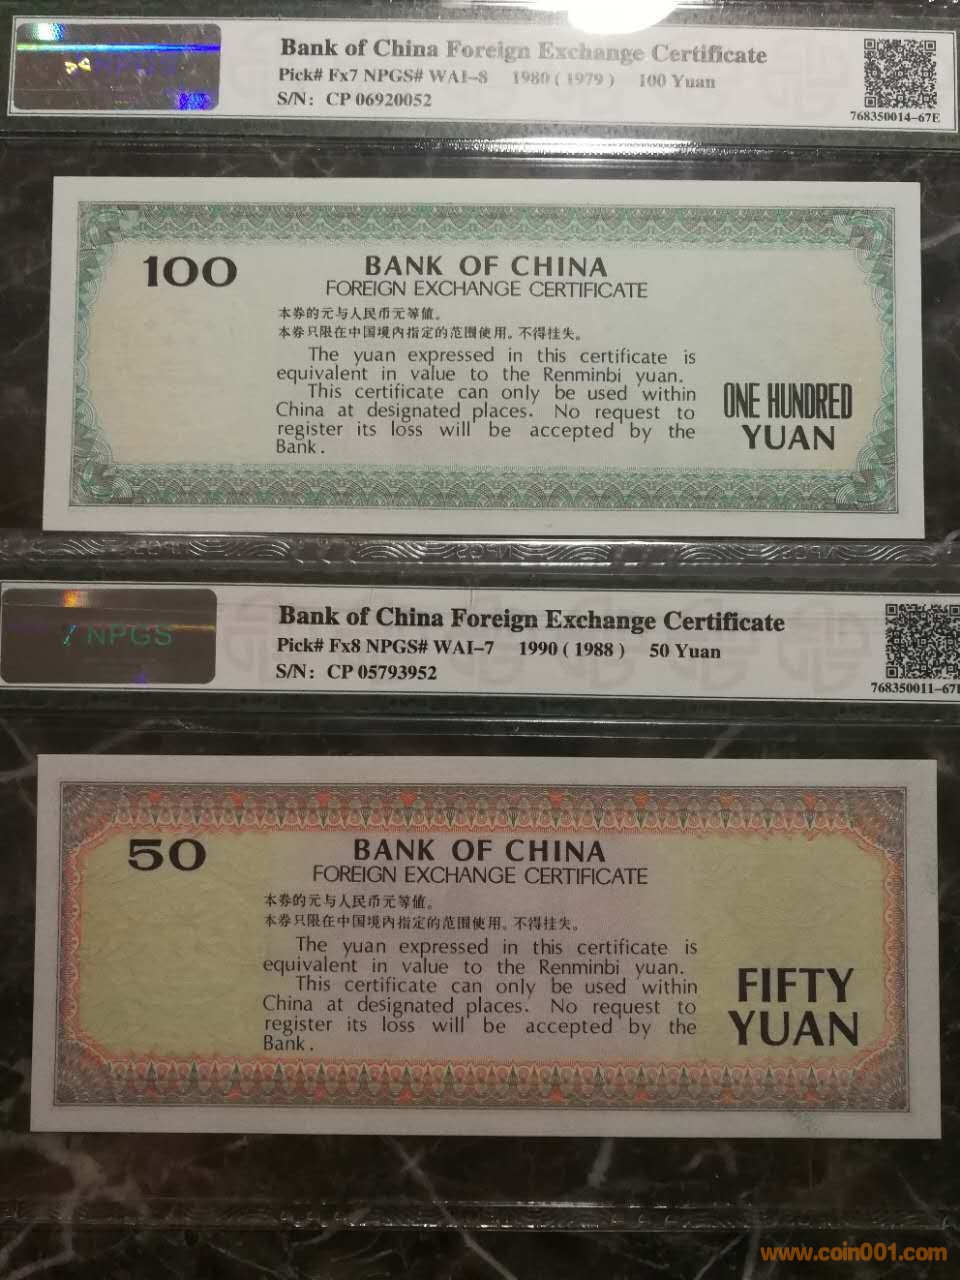 NPGS
Bank of China Foreign Exchange Certificate
Pick# Fx7 NPGS# WAI-8 1980 ( 1979 ) 100 Yuan
S/N: CP 06920052
768350014-67E
100
BANK OF CHINA
FOREIGN EXCHANGE CERTIFICATE
本券的元与人民币元等值。
本券只限在中国境内指定的范围使用。不得挂失。
The yuan expressed in this certificate is
equivalent in value to the Renminbi yuan.
This certificate can only be used within
China at designated places. No request to
register its loss will be accepted by the
Bank.
ONE HUNDRED
YUAN
NPGS
NPGS
Bank of China Foreign Exchange Certificate
Pick# Fx8 NPGS# WAI-7 1990 ( 1988 ) 50 Yuan
S/N: CP 05793952
768350011-67
50
BANK OF CHINA
FOREIGN EXCHANGE CERTIFICATE
本券的元与人民币元等值。
本券只限在中国境内指定的范围使用。不得挂失。
The yuan expressed in this certificate is
equivalent in value to the Renminbi yuan.
This certificate can only be used within
China at designated places. No request to
register its loss will be accepted by the
Bank.
FIFTY
YUAN
www.coin001.com